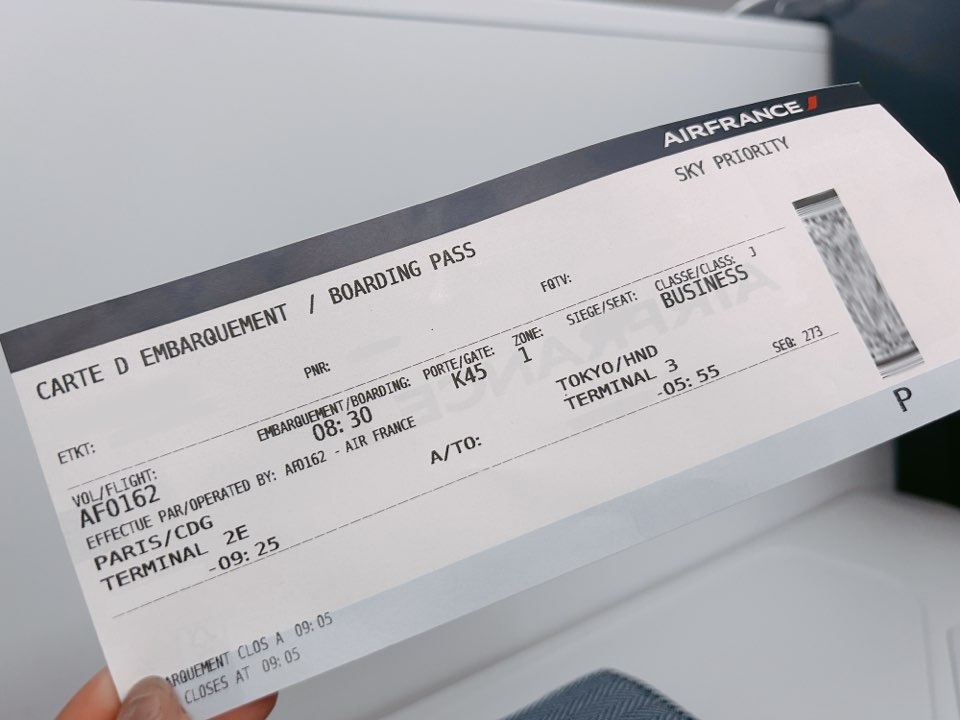 AIRFRANCE
SKY PRIORITY
CARTE D EMBARQUEMENT / BOARDING PASS
PNR:
FQTV:
ETKT:
VOL/FLIGHT:
EMBARQUEMENT/BOARDING:
PORTE/GATE:
ZONE:
SIEGE/SEAT:
CLASSE/CLASS: J
AF0162
08:30
K45
1
BUSINESS
EFFECTUE PAR/OPERATED BY: AF0162 - AIR FRANCE
PARIS/CDG
A/TO:
TOKYO/HND
TERMINAL 2E
TERMINAL 3
SEQ: 273
-09:25
-05:55
P
ARQUEMENT CLOS A 09:05
CLOSES AT 09:05